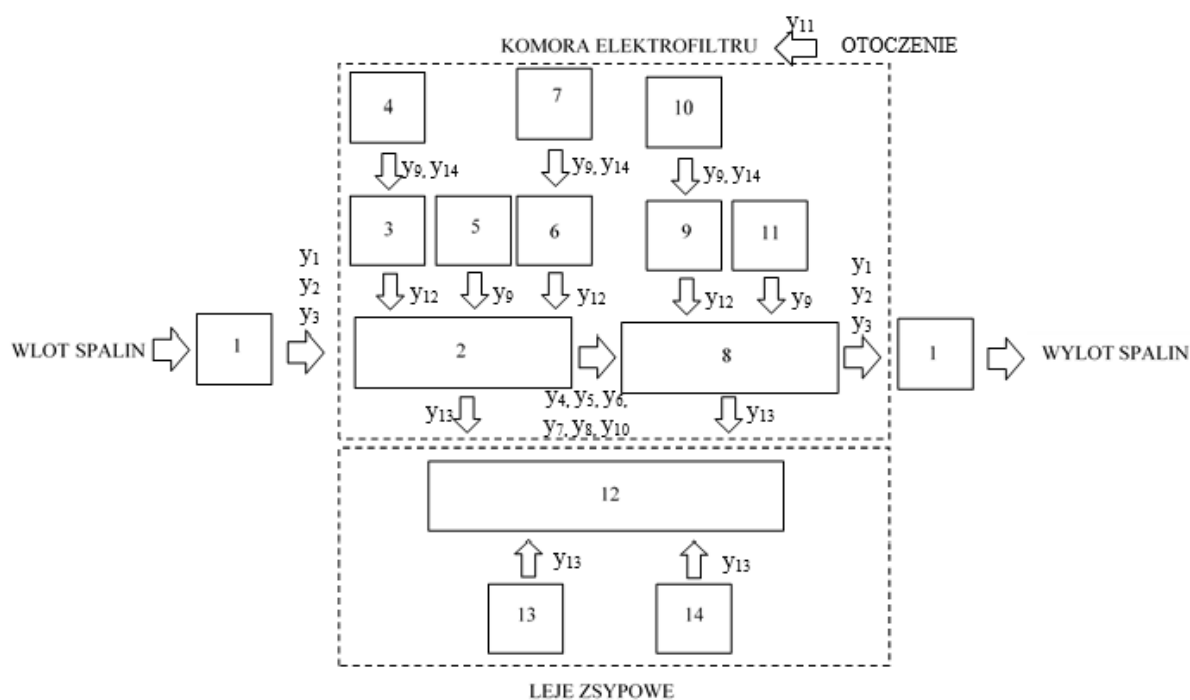 y11
KOMORA ELEKTROFILTRU OTOCZENIE
4 7 10
y9, y14 y9, y14 y9, y14
3 5 6 9 11
y1 y1
y2 y2
y3 y3
y12 y9 y12 y12 y9
WLOT SPALIN 1 2 8 1 WYLOT SPALIN
y13 y4, y5, y6, y13
y7, y8, y10
12
y13 y13
13 14
LEJE ZSYPOWE